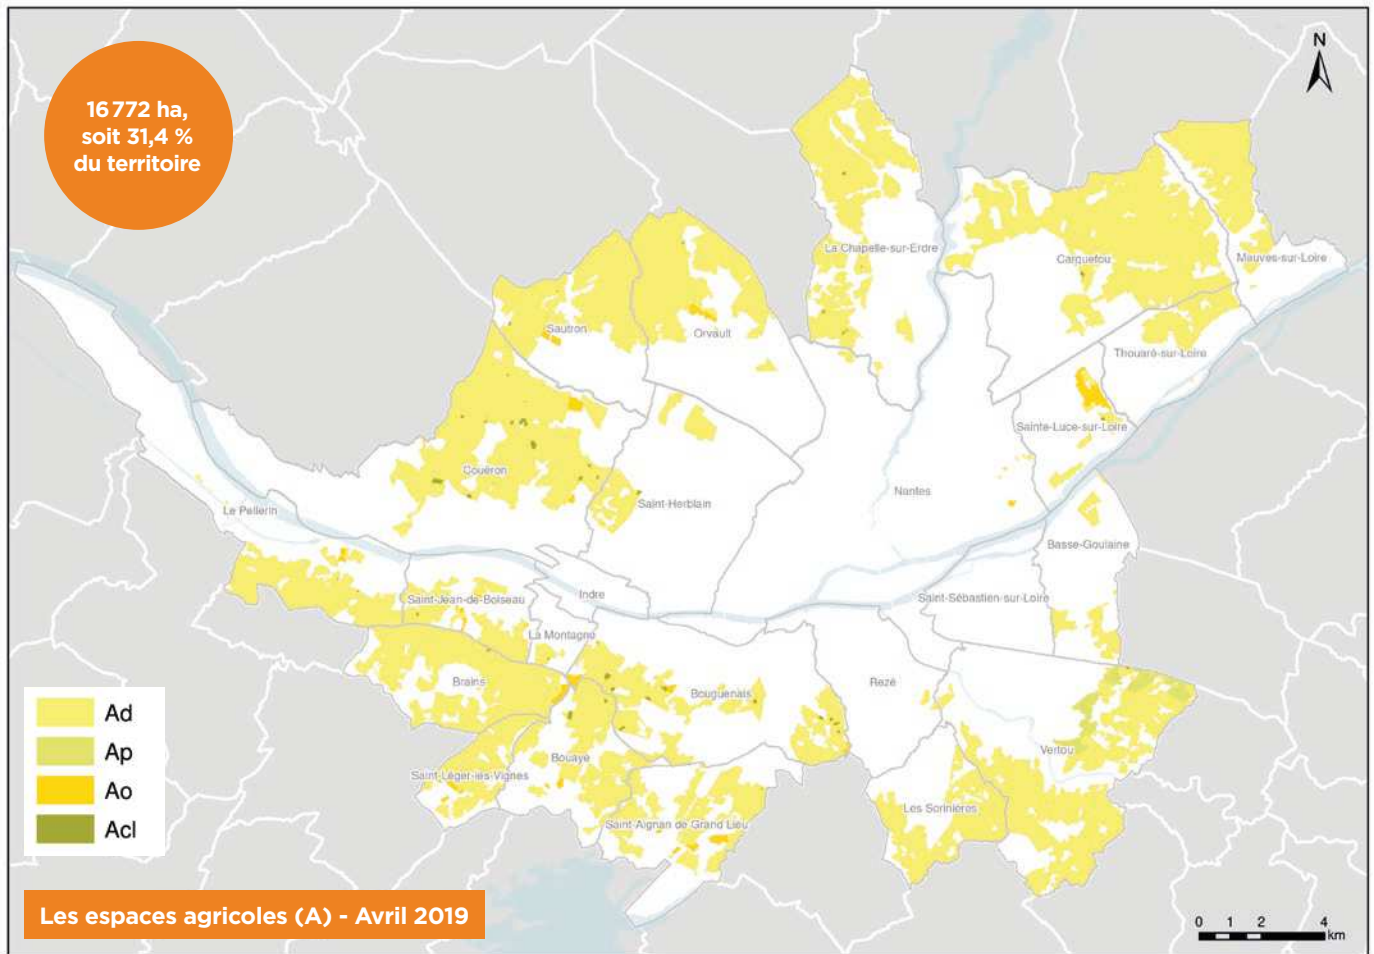 16 772 ha,
soit 31,4 %
du territoire
N
La Chapelle-sur-Erdre
Carquefou
Mauves-sur-Loire
Sautron
Orvault
Thouaré-sur-Loire
Sainte-Luce-sur-Loire
Couëron
Nantes
Saint-Herblain
Le Pellerin
Basse-Goulaine
Indre
Saint-Jean-de-Boiseau
Saint-Sébastien-sur-Loire
La Montagne
Brains
Rezé
Bouguenais
Vertou
Bouaye
Saint-Léger-les-Vignes
Les Sorinières
Saint-Aignan de Grand Lieu
Ad
Ap
Ao
Acl
Les espaces agricoles (A) - Avril 2019
0 1 2 4
km